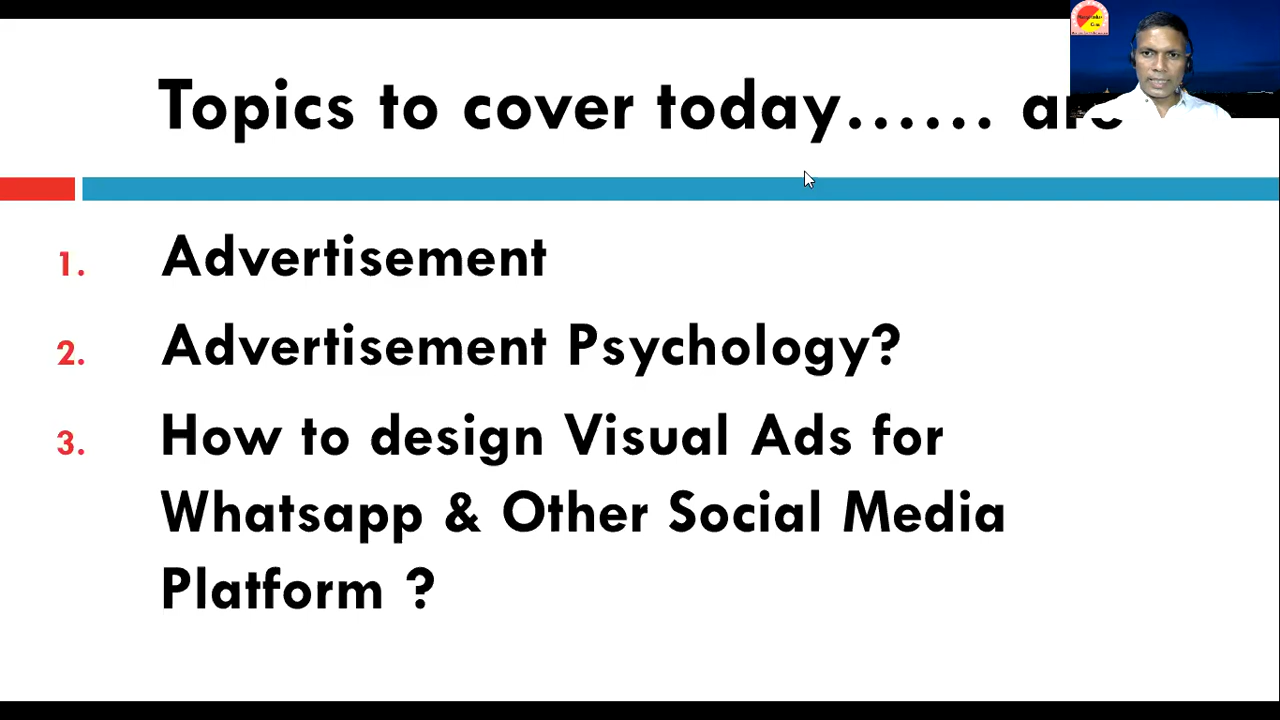 Topics to cover today...... are
1. Advertisement
2. Advertisement Psychology?
3. How to design Visual Ads for
Whatsapp & Other Social Media
Platform ?